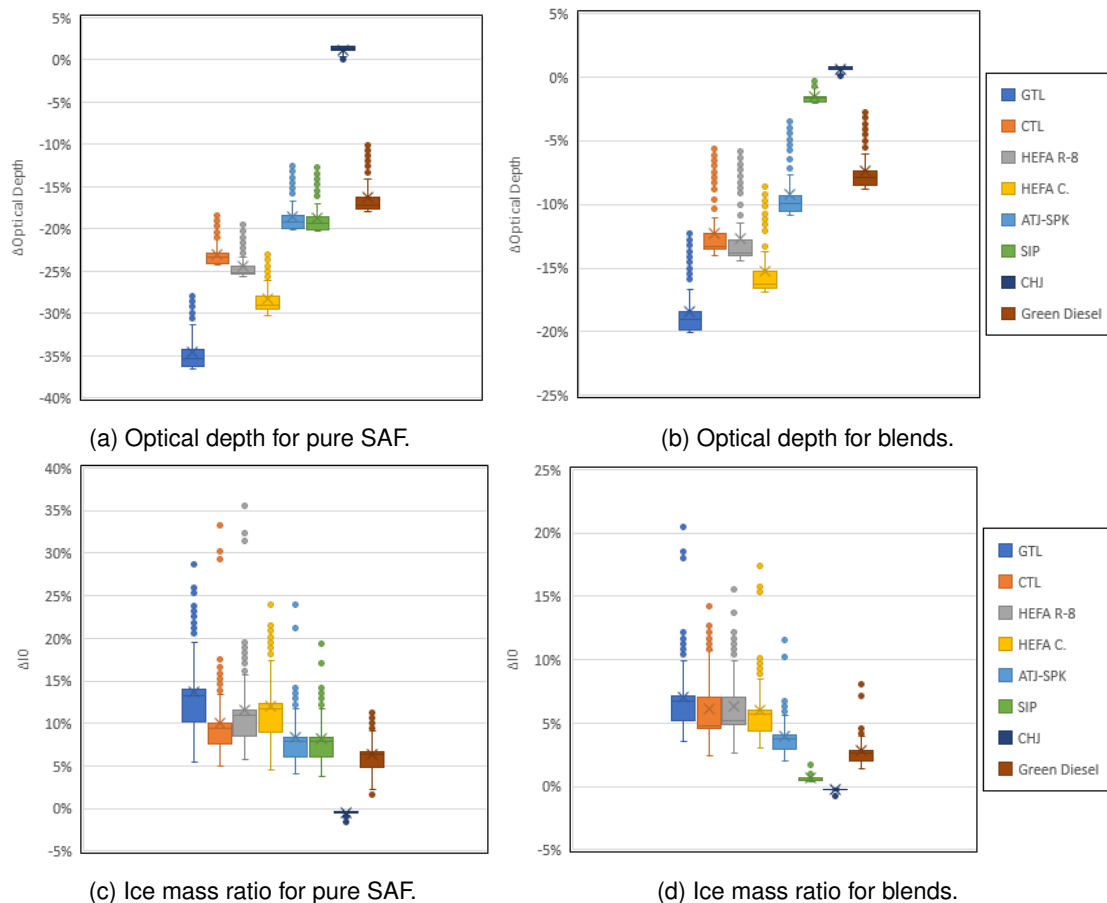 5%
0%
-5%
-10%
-15%
-20%
-25%
-30%
-35%
-40%
ΔOptical Depth
(a) Optical depth for pure SAF.
5%
0%
-5%
-10%
-15%
-20%
-25%
ΔOptical Depth
(b) Optical depth for blends.
GTL
CTL
HEFA R-8
HEFA C.
ATJ-SPK
SIP
CHJ
Green Diesel
40%
35%
30%
25%
20%
15%
10%
5%
0%
-5%
ΔI0
(c) Ice mass ratio for pure SAF.
25%
20%
15%
10%
5%
0%
-5%
ΔI0
(d) Ice mass ratio for blends.
GTL
CTL
HEFA R-8
HEFA C.
ATJ-SPK
SIP
CHJ
Green Diesel